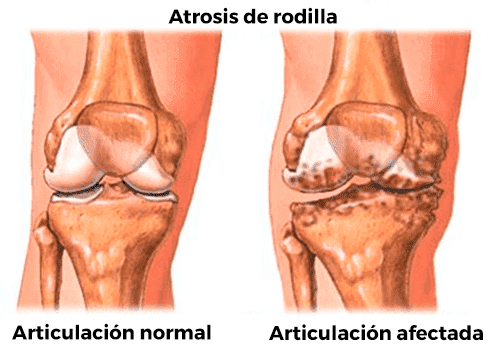 Atrosis de rodilla
Articulación normal
Articulación afectada